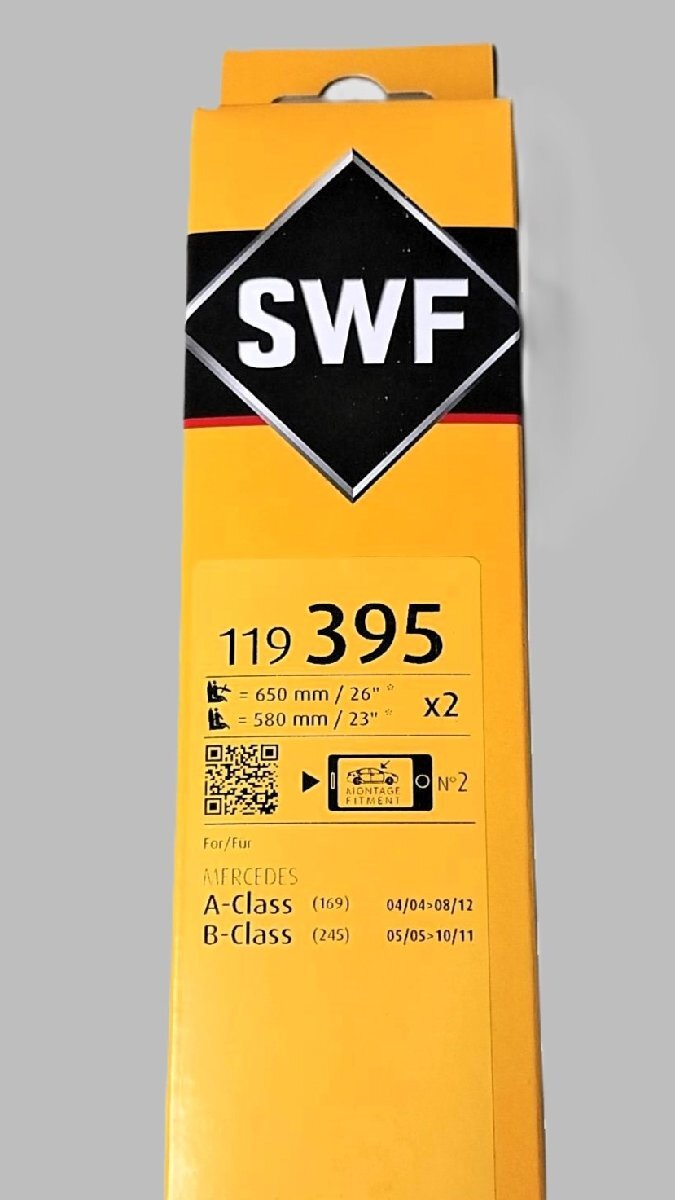 SWF
119 395
= 650 mm / 26" *
= 580 mm / 23" *
x2
MONTAGE
FITMENT
N°2
For/Für
MERCEDES
A-Class (169) 04/04>08/12
B-Class (245) 05/05>10/11